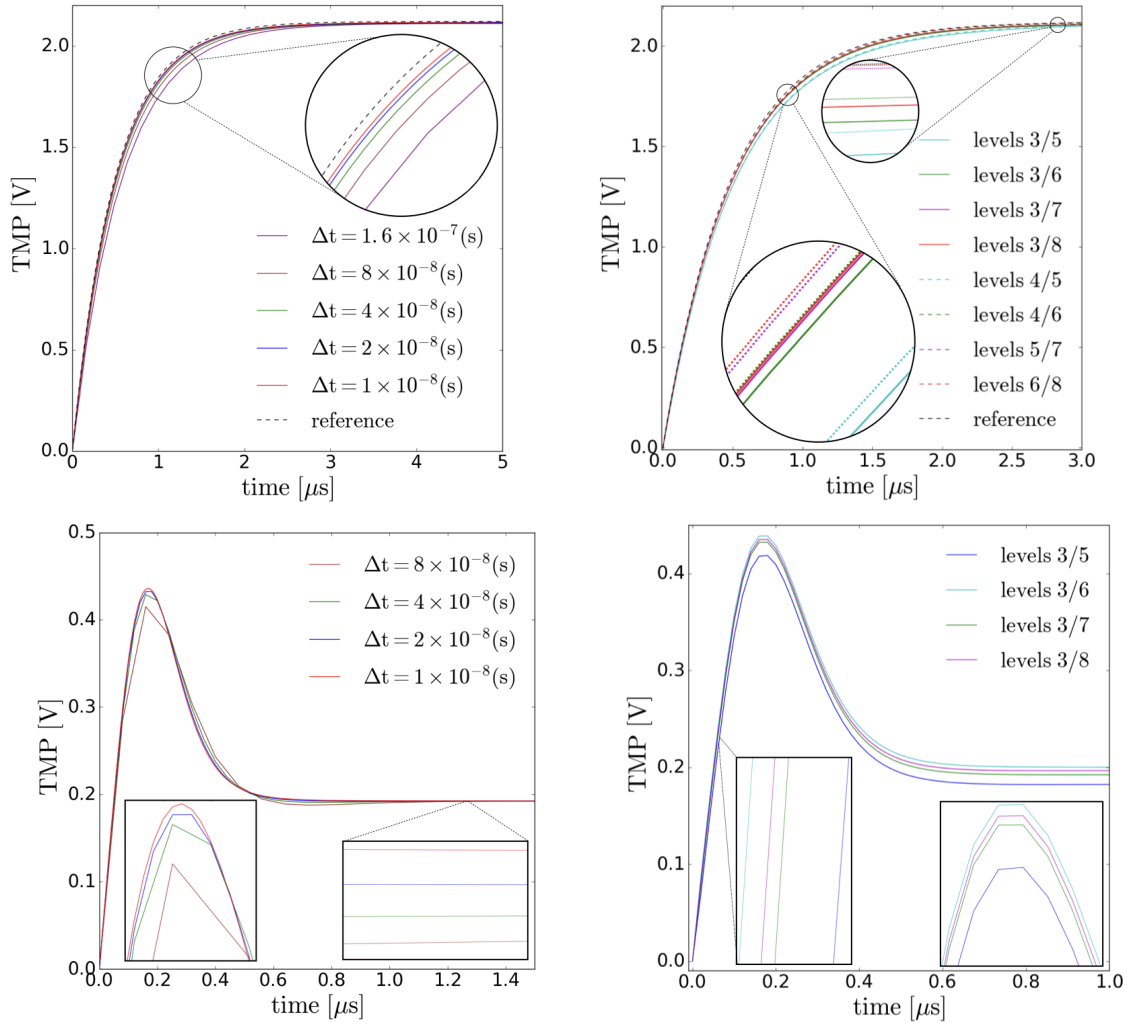 2.0
1.5
1.0
0.5
0.0
TMP [V]
0
1
2
3
4
5
time [μs]
Δt = 1.6 × 10⁻⁷(s)
Δt = 8 × 10⁻⁸(s)
Δt = 4 × 10⁻⁸(s)
Δt = 2 × 10⁻⁸(s)
Δt = 1 × 10⁻⁸(s)
reference
2.0
1.5
1.0
0.5
0.0
TMP [V]
0.0
0.5
1.0
1.5
2.0
2.5
3.0
time [μs]
levels 3/5
levels 3/6
levels 3/7
levels 3/8
levels 4/5
levels 4/6
levels 5/7
levels 6/8
reference
0.5
0.4
0.3
0.2
0.1
0.0
TMP [V]
0.0
0.2
0.4
0.6
0.8
1.0
1.2
1.4
time [μs]
Δt = 8 × 10⁻⁸(s)
Δt = 4 × 10⁻⁸(s)
Δt = 2 × 10⁻⁸(s)
Δt = 1 × 10⁻⁸(s)
0.4
0.3
0.2
0.1
0.0
TMP [V]
0.0
0.2
0.4
0.6
0.8
1.0
time [μs]
levels 3/5
levels 3/6
levels 3/7
levels 3/8